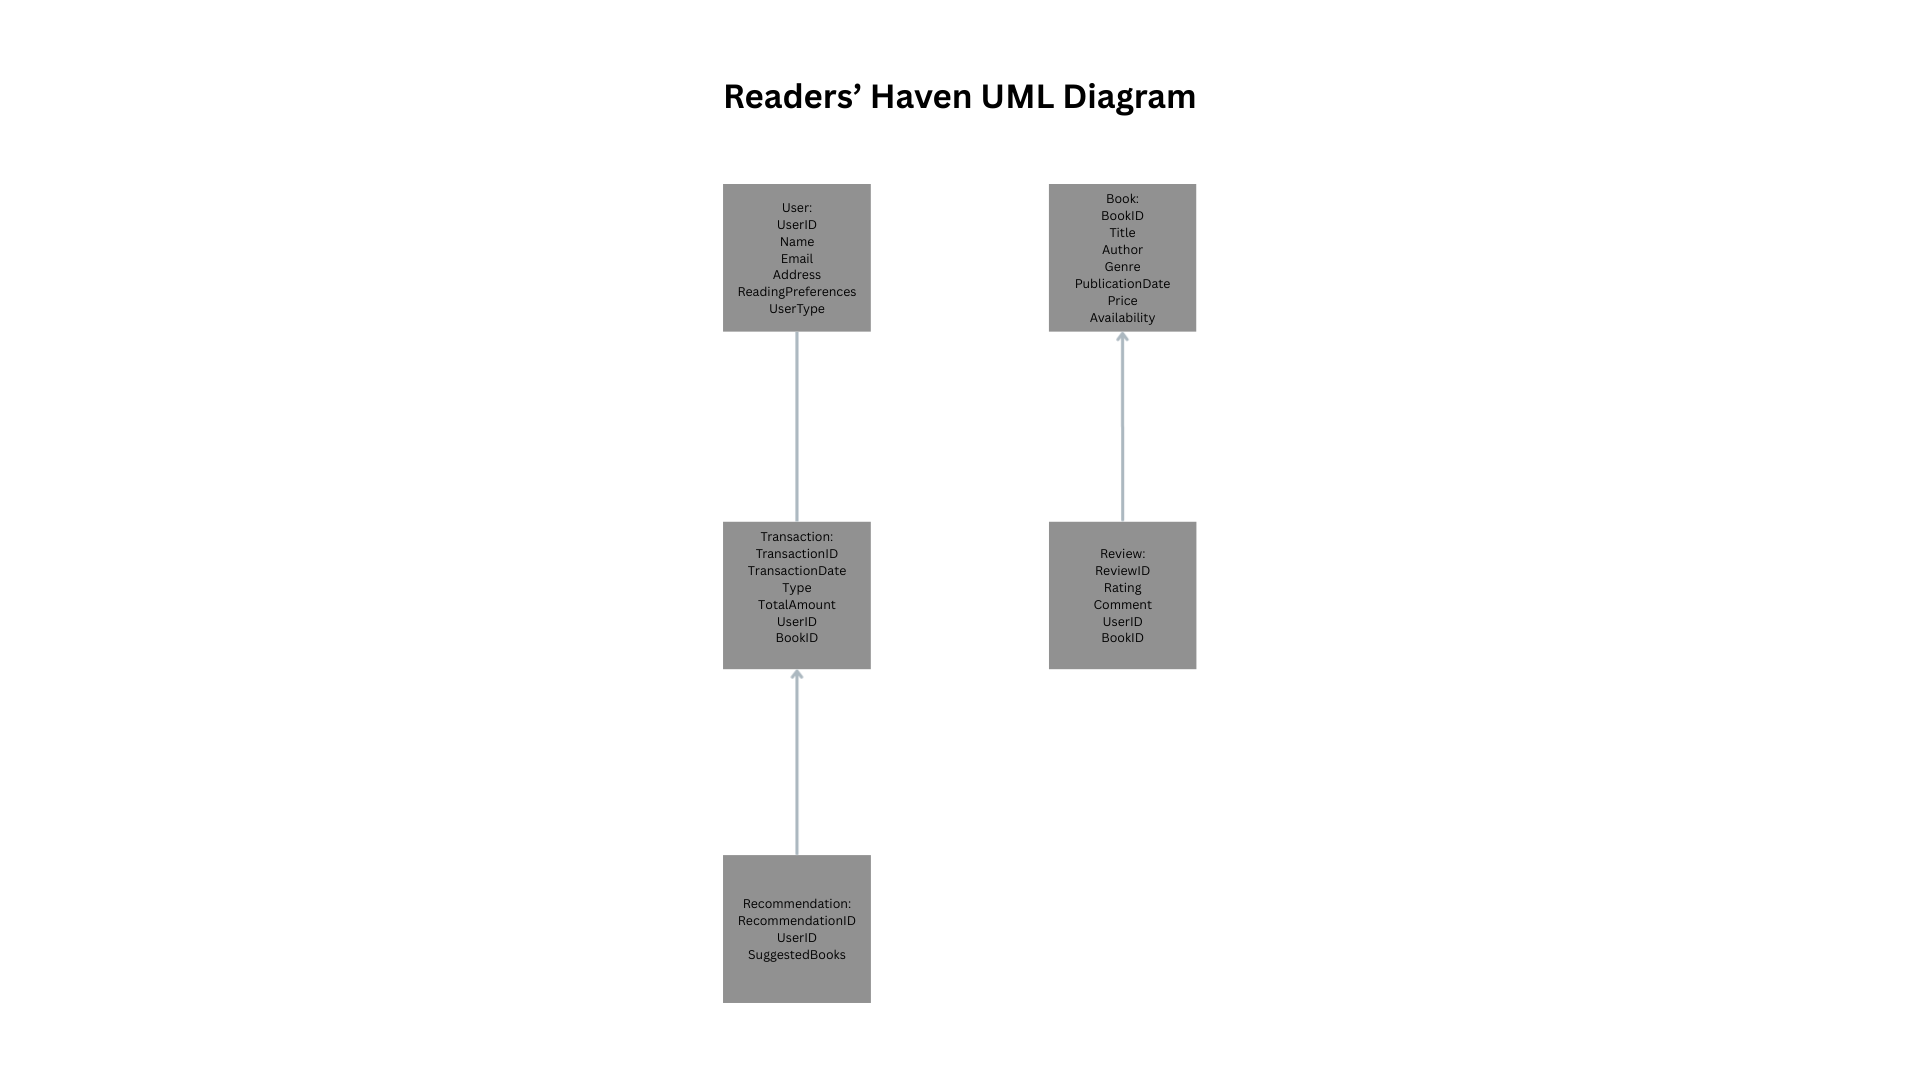 Readers’ Haven UML Diagram
User:
UserID
Name
Email
Address
ReadingPreferences
UserType
Book:
BookID
Title
Author
Genre
PublicationDate
Price
Availability
Transaction:
TransactionID
TransactionDate
Type
TotalAmount
UserID
BookID
Review:
ReviewID
Rating
Comment
UserID
BookID
Recommendation:
RecommendationID
UserID
SuggestedBooks